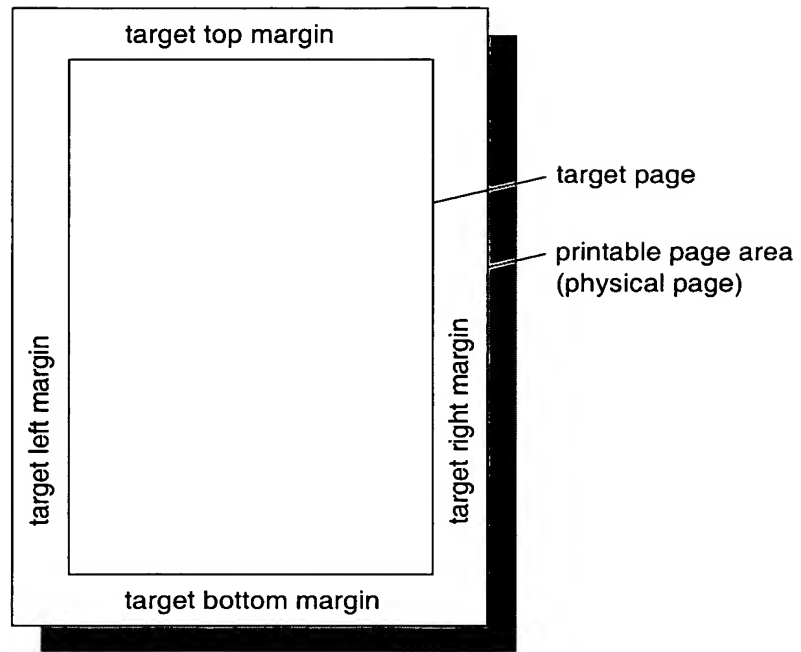 target top margin
target page
printable page area
(physical page)
target left margin
target right margin
target bottom margin